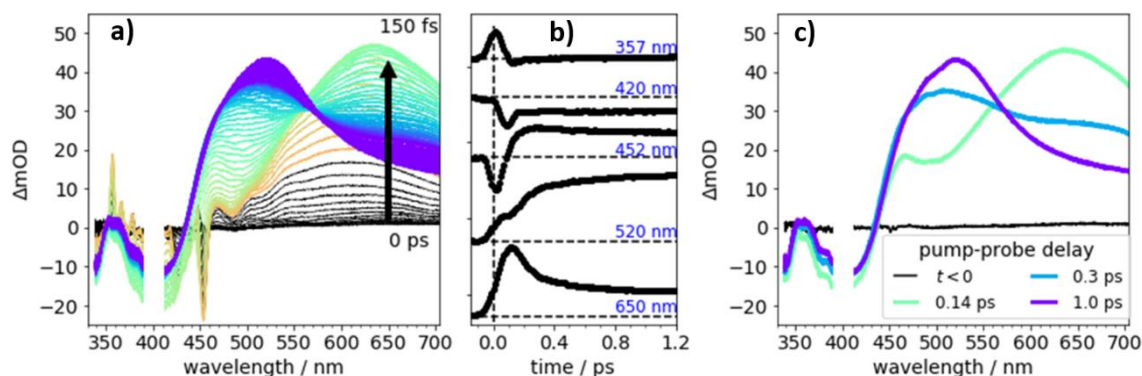 a)
150 fs
0 ps
50
40
30
20
10
0
−10
−20
ΔmOD
350 400 450 500 550 600 650 700
wavelength / nm
b)
357 nm
420 nm
452 nm
520 nm
650 nm
0.0 0.4 0.8 1.2
time / ps
c)
50
40
30
20
10
0
−10
−20
ΔmOD
pump-probe delay
t < 0 0.3 ps
0.14 ps 1.0 ps
350 400 450 500 550 600 650 700
wavelength / nm